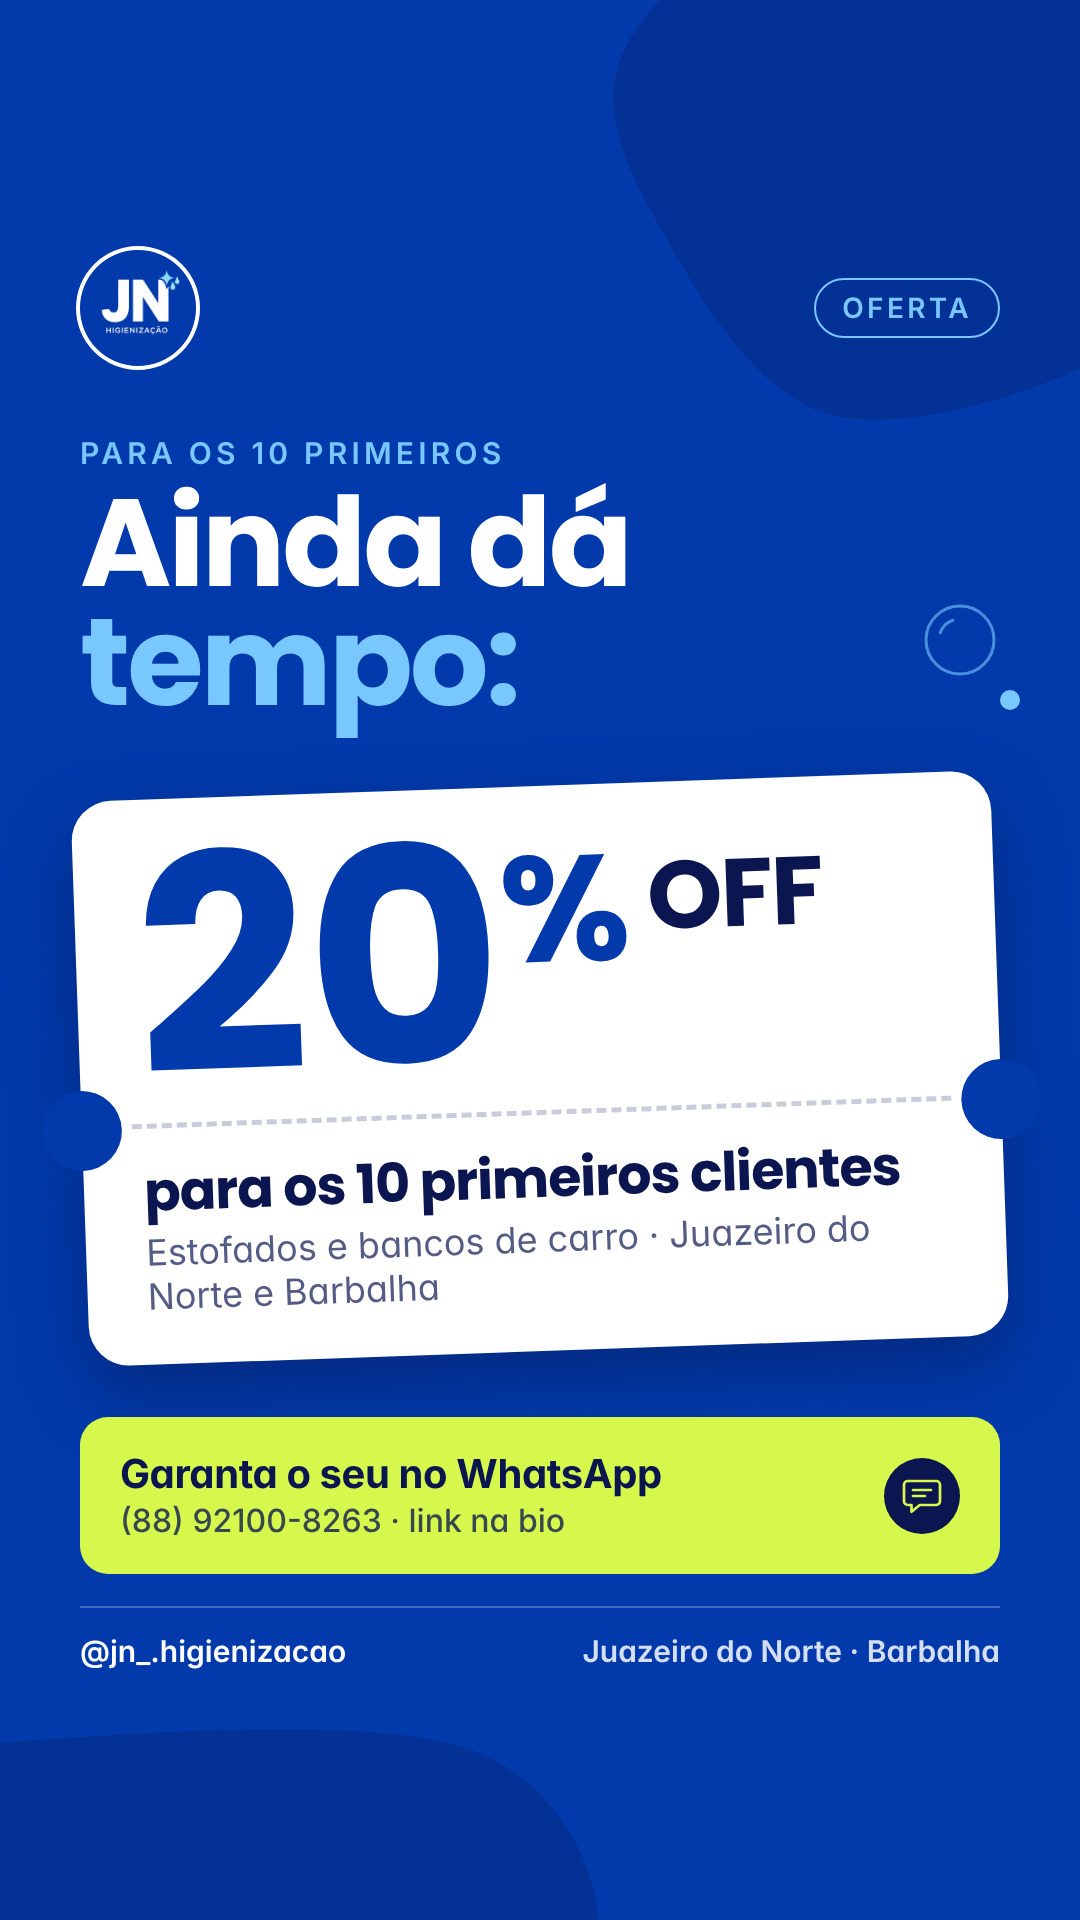 JN
HIGIENIZAÇÃO
OFERTA
PARA OS 10 PRIMEIROS
Ainda dá
tempo:
20% OFF
para os 10 primeiros clientes
Estofados e bancos de carro · Juazeiro do
Norte e Barbalha
Garanta o seu no WhatsApp
(88) 92100-8263 · link na bio
@jn_.higienizacao
Juazeiro do Norte · Barbalha